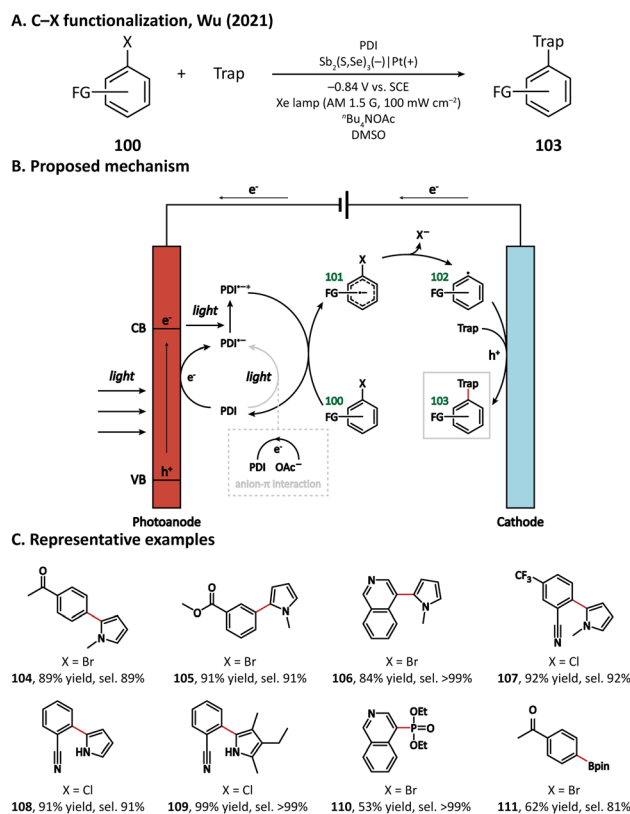 A. C–X functionalization, Wu (2021)
X
FG
100
+
Trap
PDI
Sb₂(S,Se)₃(–)|Pt(+)
–0.84 V vs. SCE
Xe lamp (AM 1.5 G, 100 mW cm⁻²)
ⁿBu₄NOAc
DMSO
Trap
FG
103
B. Proposed mechanism
e⁻
e⁻
CB
e⁻
light
light
h⁺
VB
Photoanode
PDI•–*
light
PDI•–
e⁻
light
PDI
e⁻
PDI OAc⁻
anion-π interaction
X
101
FG
•–
X
100
FG
X⁻
102
•
FG
Trap
h⁺
Trap
103
FG
Cathode
C. Representative examples
O
N
X = Br
104, 89% yield, sel. 89%
O
O
N
X = Br
105, 91% yield, sel. 91%
N
N
X = Br
106, 84% yield, sel. >99%
CF₃
N
N
X = Cl
107, 92% yield, sel. 92%
HN
N
X = Cl
108, 91% yield, sel. 91%
HN
N
X = Cl
109, 99% yield, sel. >99%
N
OEt
P=O
OEt
X = Br
110, 53% yield, sel. >99%
O
Bpin
X = Br
111, 62% yield, sel. 81%